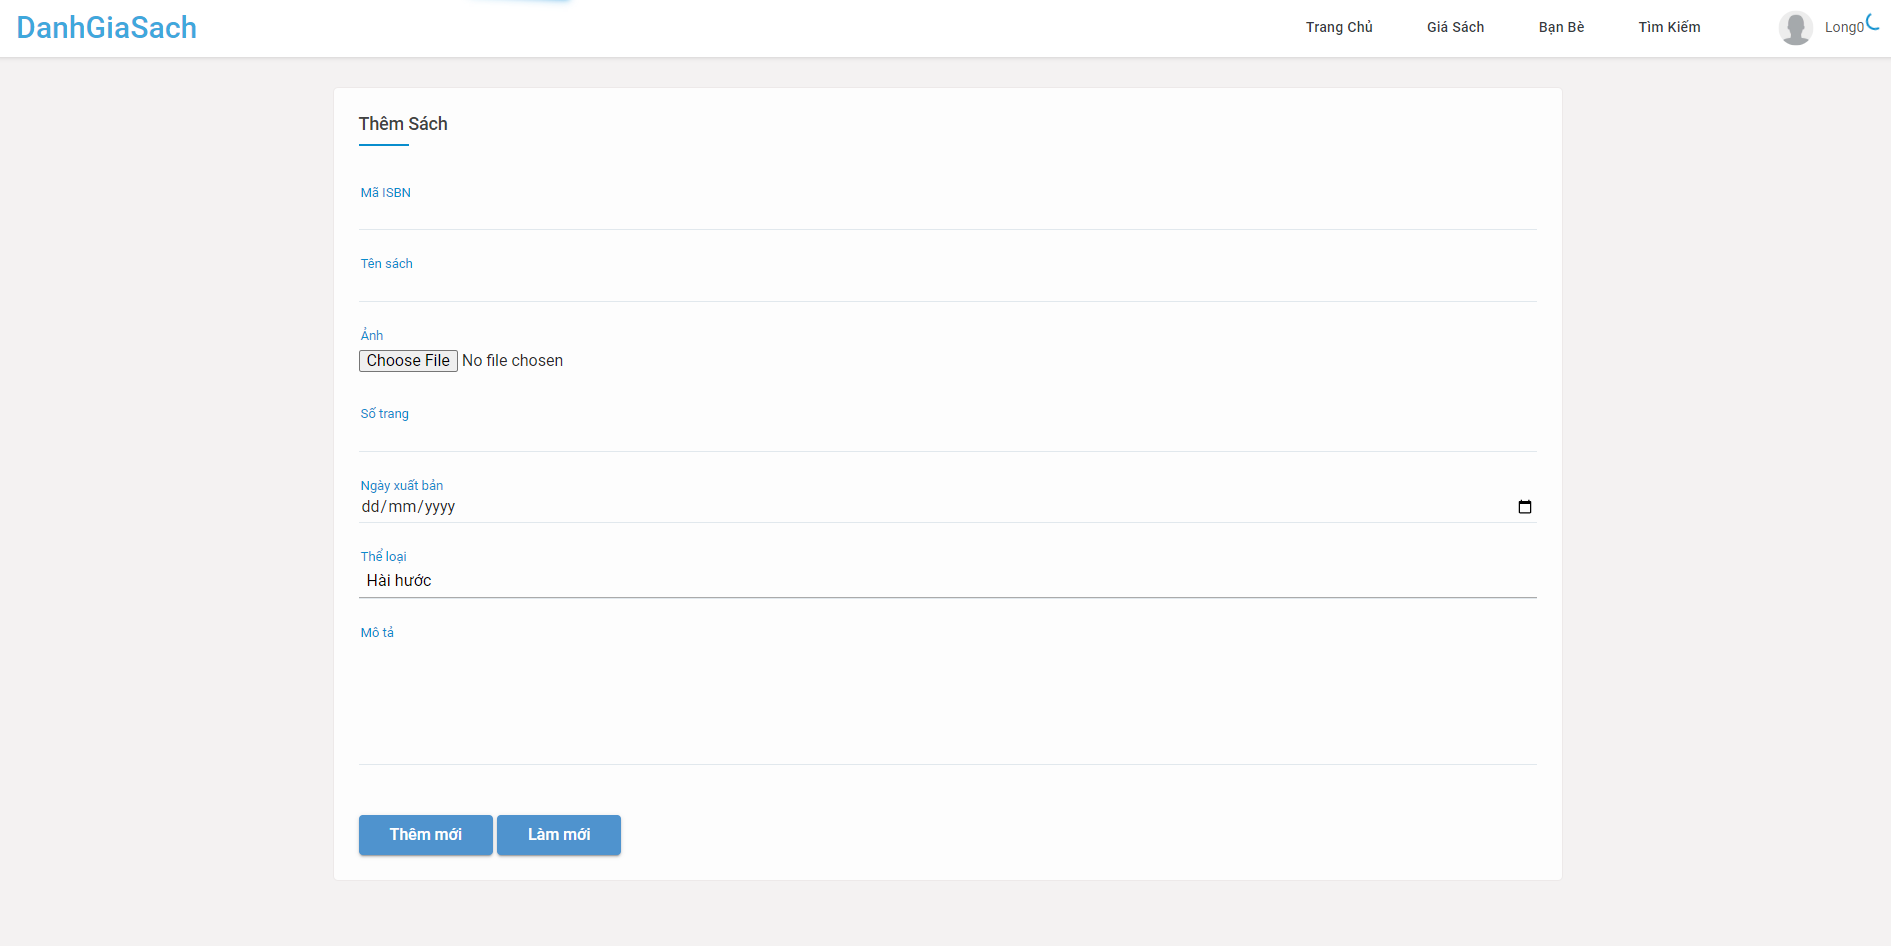 DanhGiaSach
Trang Chủ Giá Sách Bạn Bè Tìm Kiếm Long0
Thêm Sách
Mã ISBN
Tên sách
Ảnh
Choose File No file chosen
Số trang
Ngày xuất bản
dd/mm/yyyy
Thể loại
Hài hước
Mô tả
Thêm mới Làm mới